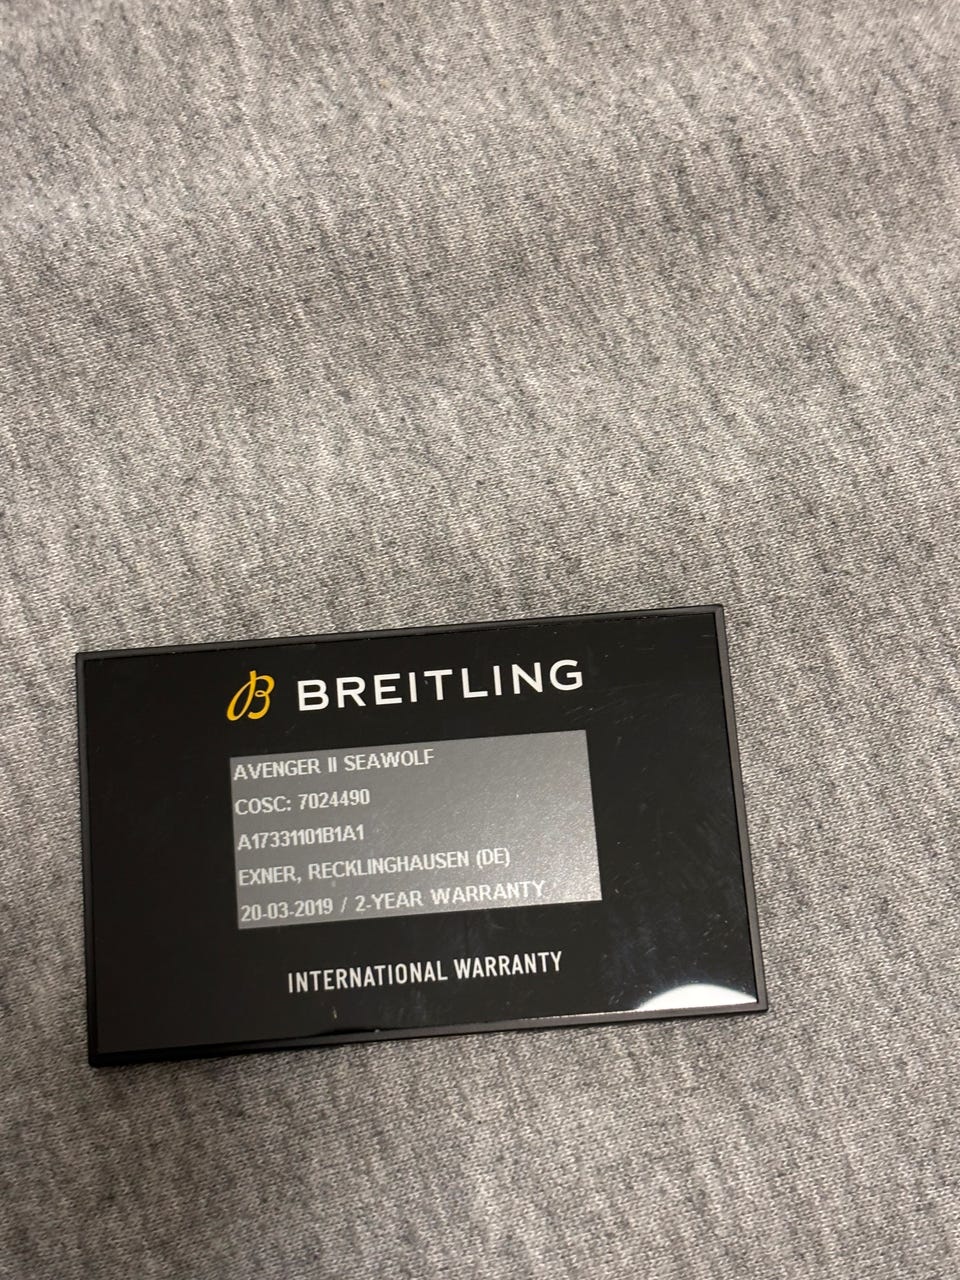 B BREITLING
AVENGER II SEAWOLF
COSC: 7024490
A17331101B1A1
EXNER, RECKLINGHAUSEN (DE)
20-03-2019 / 2-YEAR WARRANTY
INTERNATIONAL WARRANTY